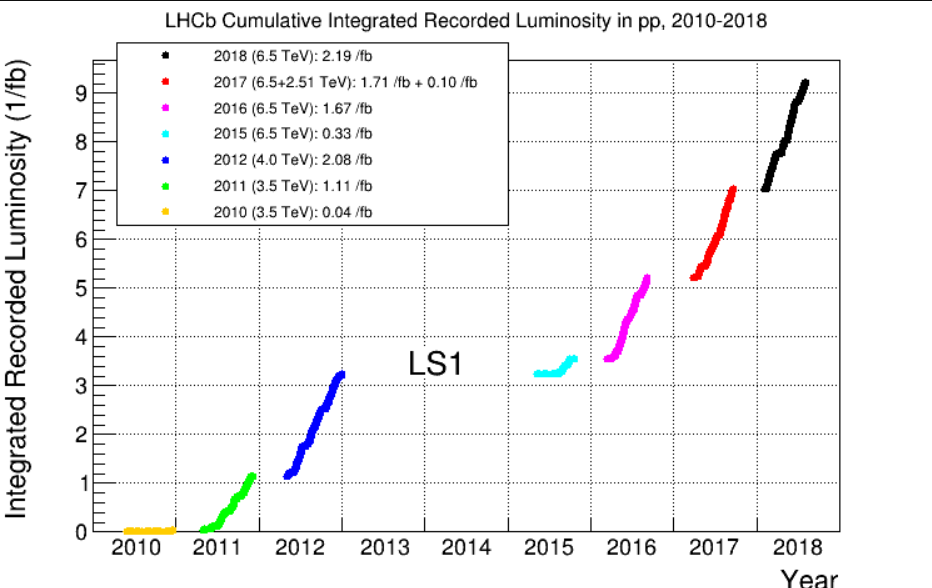 LHCb Cumulative Integrated Recorded Luminosity in pp, 2010-2018
Integrated Recorded Luminosity (1/fb)
2018 (6.5 TeV): 2.19 /fb
2017 (6.5+2.51 TeV): 1.71 /fb + 0.10 /fb
2016 (6.5 TeV): 1.67 /fb
2015 (6.5 TeV): 0.33 /fb
2012 (4.0 TeV): 2.08 /fb
2011 (3.5 TeV): 1.11 /fb
2010 (3.5 TeV): 0.04 /fb
9
8
7
6
5
4
3
2
1
0
LS1
2010 2011 2012 2013 2014 2015 2016 2017 2018
Year